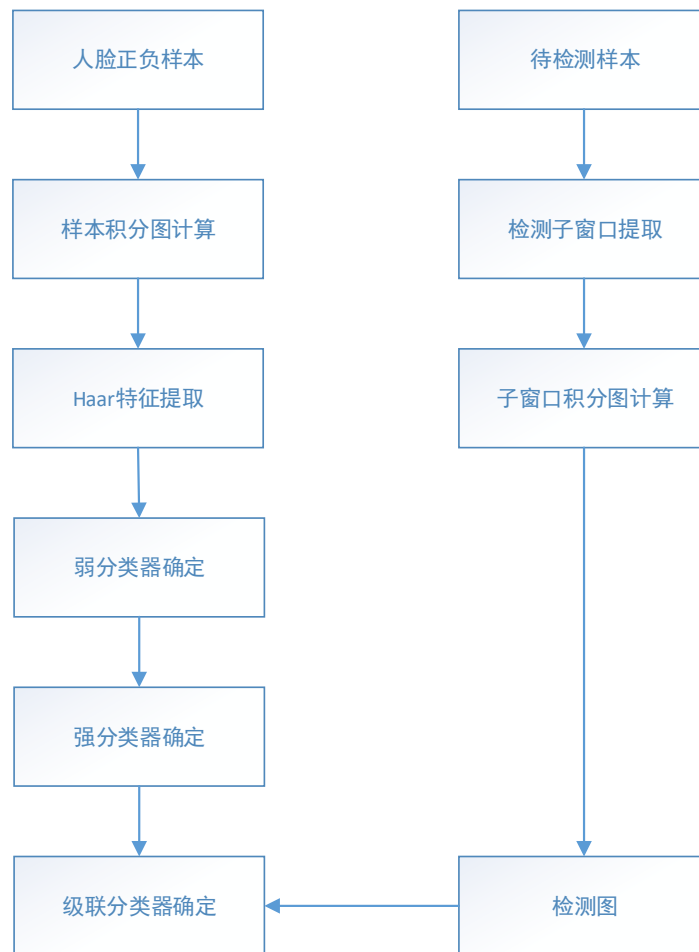 人脸正负样本
待检测样本
样本积分图计算
检测子窗口提取
Haar特征提取
子窗口积分图计算
弱分类器确定
强分类器确定
级联分类器确定
检测图